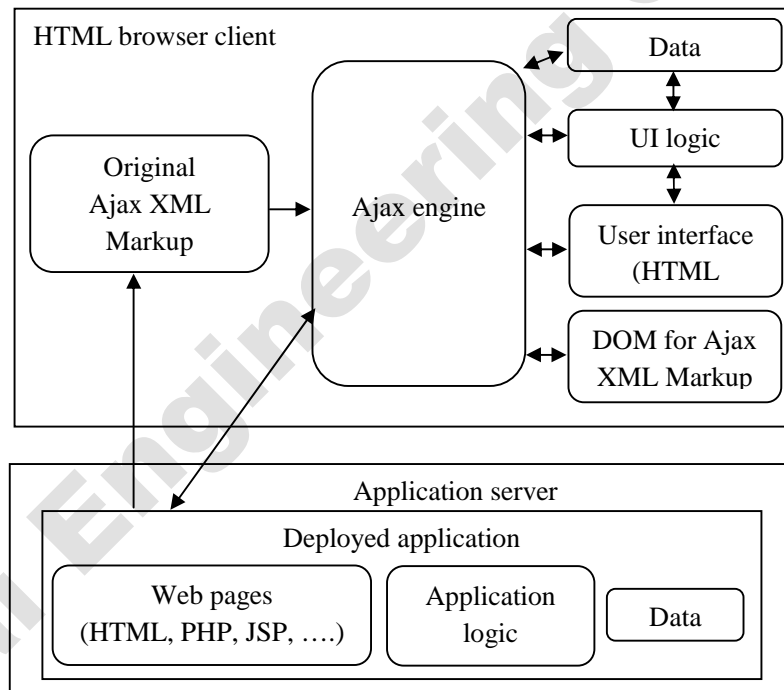 HTML browser client
Data
UI logic
Original
Ajax XML
Markup
Ajax engine
User interface
(HTML
DOM for Ajax
XML Markup
Application server
Deployed application
Web pages
(HTML, PHP, JSP, ….)
Application
logic
Data
Engineering